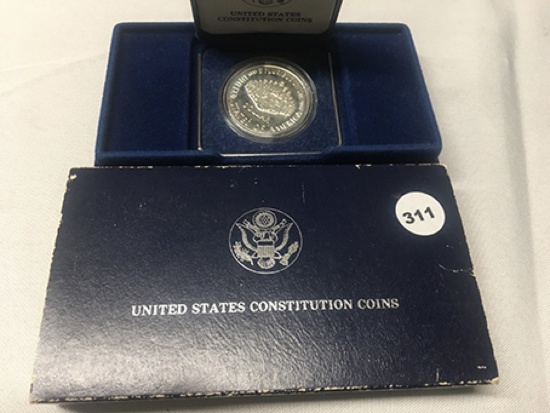 UNITED STATES
CONSTITUTION COINS
311
UNITED STATES CONSTITUTION COINS